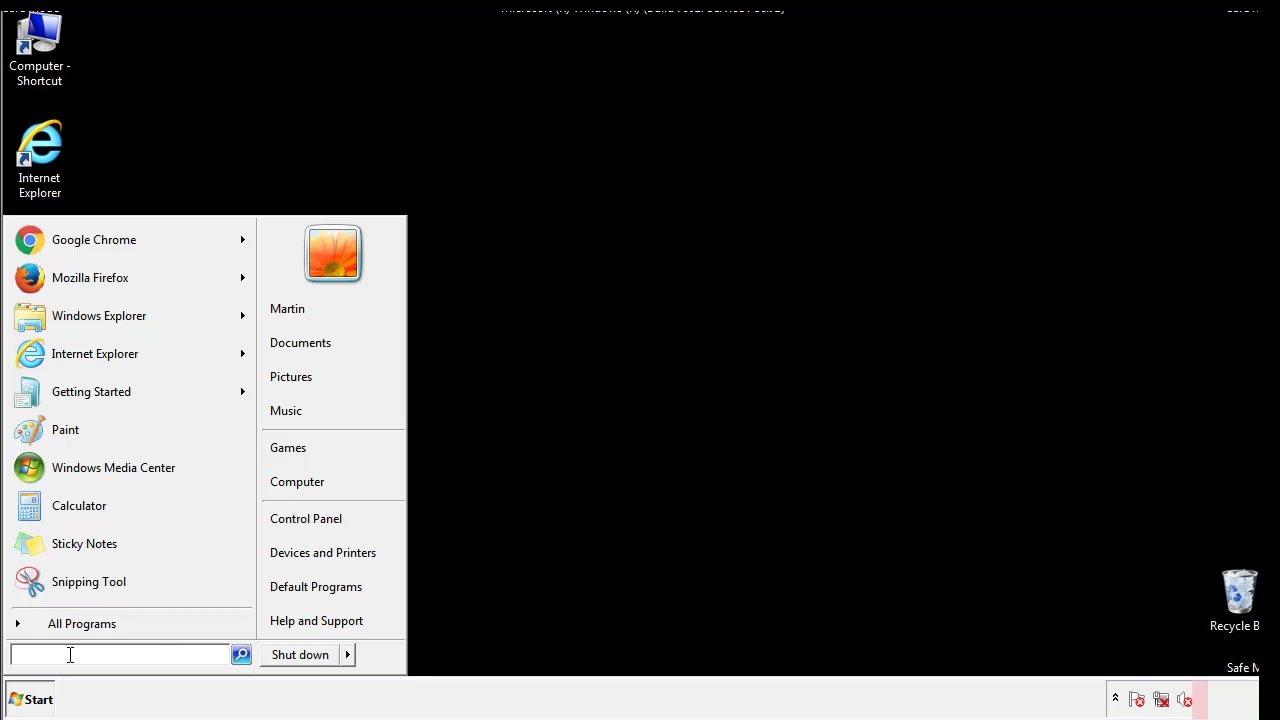 Computer -
Shortcut
Internet
Explorer
Google Chrome
Mozilla Firefox
Windows Explorer
Internet Explorer
Getting Started
Paint
Windows Media Center
Calculator
Sticky Notes
Snipping Tool
All Programs
Martin
Documents
Pictures
Music
Games
Computer
Control Panel
Devices and Printers
Default Programs
Help and Support
Shut down
Recycle B
Safe M
Start